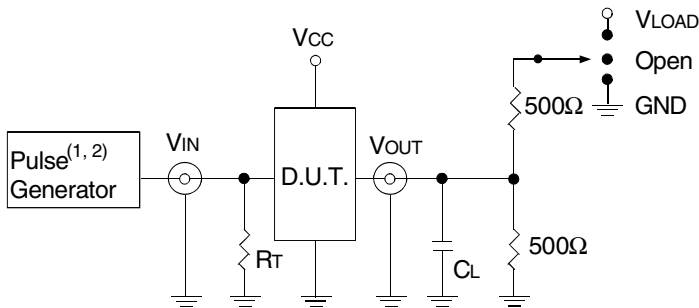 VLOAD
VCC
Open
500Ω
GND
Pulse(1, 2)
Generator
VIN
VOUT
D.U.T.
RT
CL
500Ω